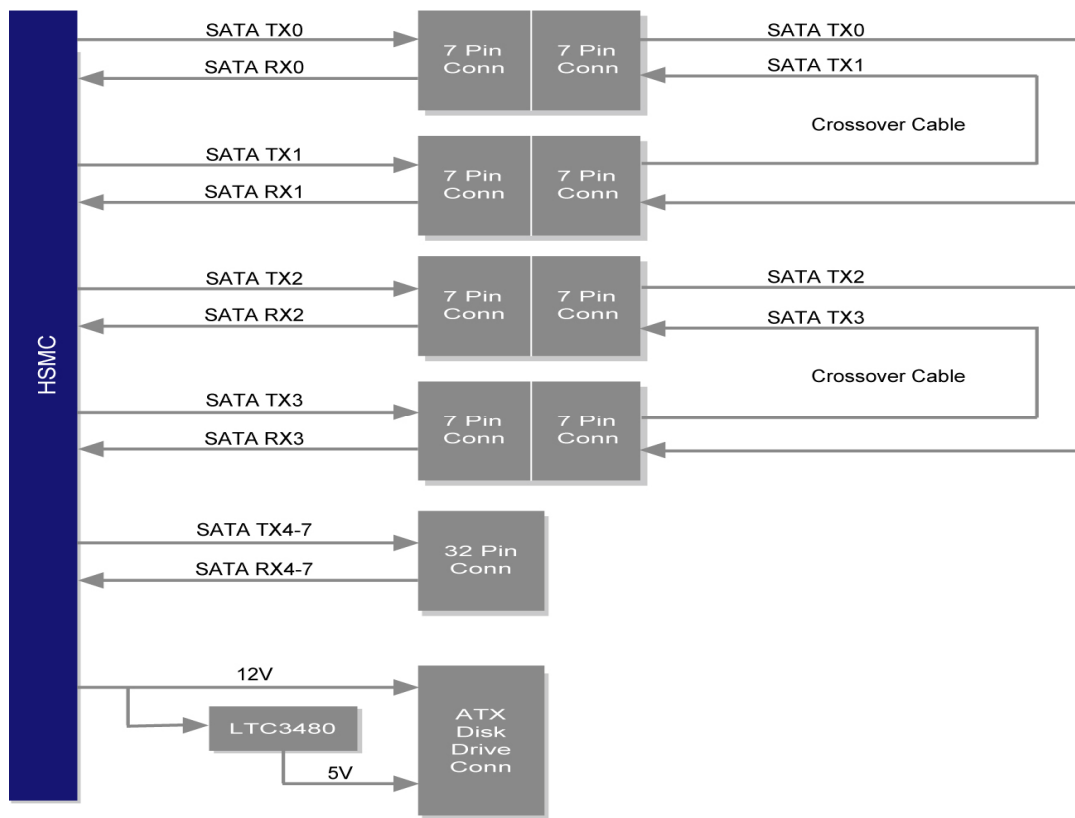 HSMC
SATA TX0
SATA RX0
7 Pin
Conn
7 Pin
Conn
SATA TX0
SATA TX1
Crossover Cable
SATA TX1
SATA RX1
7 Pin
Conn
7 Pin
Conn
SATA TX2
SATA RX2
7 Pin
Conn
7 Pin
Conn
SATA TX2
SATA TX3
Crossover Cable
SATA TX3
SATA RX3
7 Pin
Conn
7 Pin
Conn
SATA TX4-7
SATA RX4-7
32 Pin
Conn
12V
LTC3480
5V
ATX
Disk
Drive
Conn